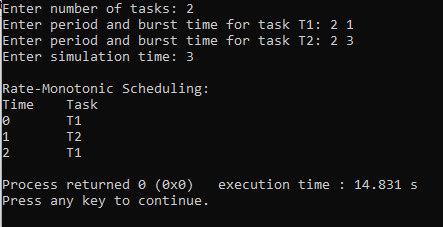 Enter number of tasks: 2
Enter period and burst time for task T1: 2 1
Enter period and burst time for task T2: 2 3
Enter simulation time: 3
Rate-Monotonic Scheduling:
Time Task
0 T1
1 T2
2 T1
Process returned 0 (0x0) execution time : 14.831 s
Press any key to continue.